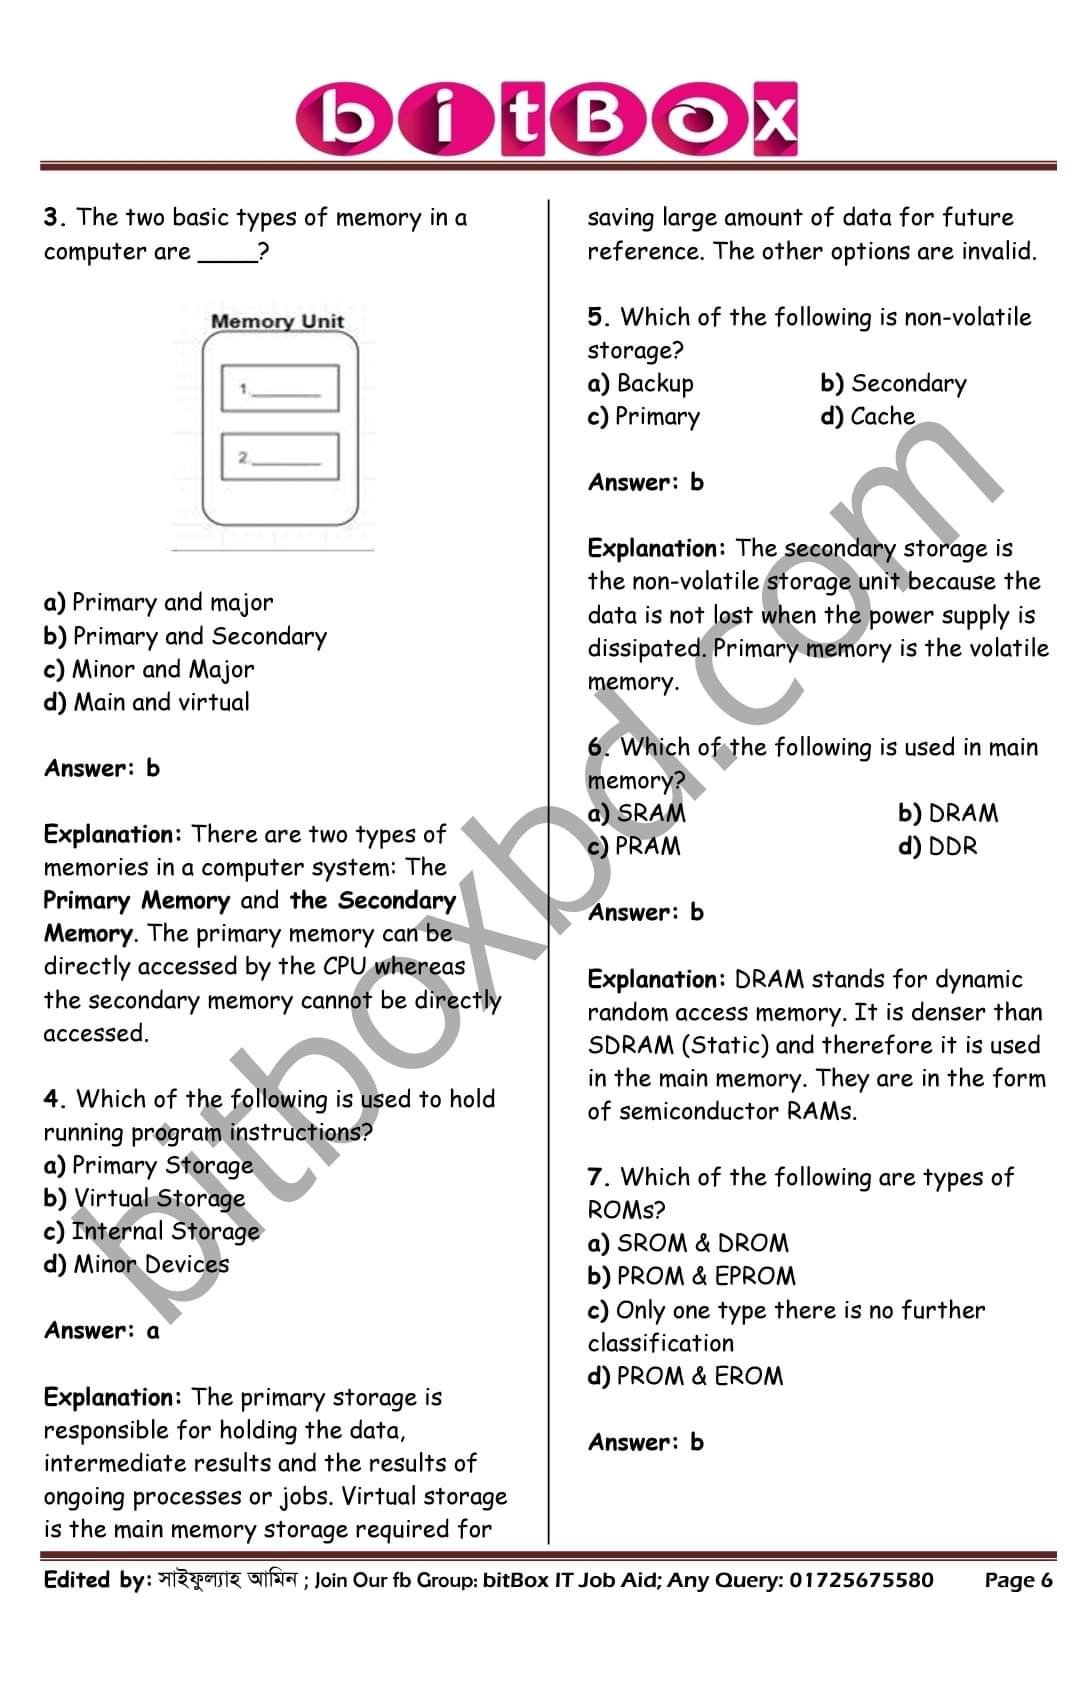 bitBox
3. The two basic types of memory in a
computer are _____?
Memory Unit
1.______
2.______
a) Primary and major
b) Primary and Secondary
c) Minor and Major
d) Main and virtual
Answer: b
Explanation: There are two types of
memories in a computer system: The
Primary Memory and the Secondary
Memory. The primary memory can be
directly accessed by the CPU whereas
the secondary memory cannot be directly
accessed.
4. Which of the following is used to hold
running program instructions?
a) Primary Storage
b) Virtual Storage
c) Internal Storage
d) Minor Devices
Answer: a
Explanation: The primary storage is
responsible for holding the data,
intermediate results and the results of
ongoing processes or jobs. Virtual storage
is the main memory storage required for
saving large amount of data for future
reference. The other options are invalid.
5. Which of the following is non-volatile
storage?
a) Backup b) Secondary
c) Primary d) Cache
Answer: b
Explanation: The secondary storage is
the non-volatile storage unit because the
data is not lost when the power supply is
dissipated. Primary memory is the volatile
memory.
6. Which of the following is used in main
memory?
a) SRAM b) DRAM
c) PRAM d) DDR
Answer: b
Explanation: DRAM stands for dynamic
random access memory. It is denser than
SDRAM (Static) and therefore it is used
in the main memory. They are in the form
of semiconductor RAMs.
7. Which of the following are types of
ROMs?
a) SROM & DROM
b) PROM & EPROM
c) Only one type there is no further
classification
d) PROM & EROM
Answer: b
bitboxbd.com
Edited by: সাইফুল্যাহ আমিন ; Join Our fb Group: bitBox IT Job Aid; Any Query: 01725675580 Page 6